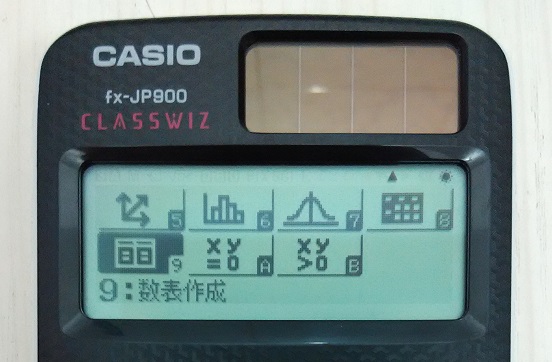 CASIO
fx-JP900
CLASSWIZ
5 6 7 8
9 xy=0 A xy>0 B
9:数表作成